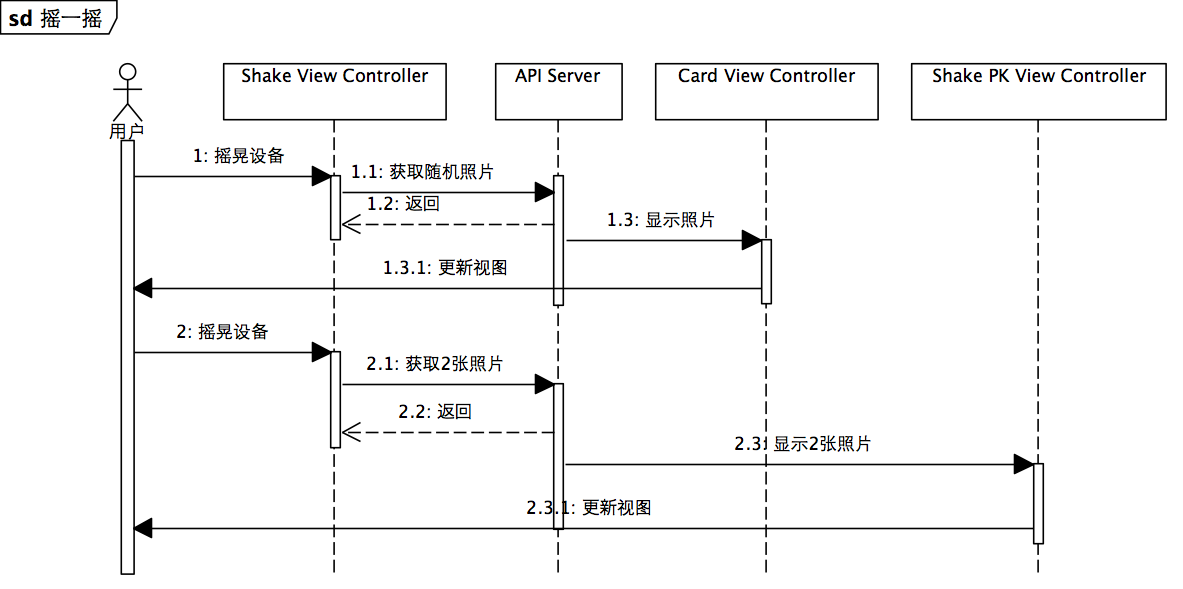 sd 摇一摇
Shake View Controller
API Server
Card View Controller
Shake PK View Controller
用户
1: 摇晃设备
1.1: 获取随机照片
1.2: 返回
1.3: 显示照片
1.3.1: 更新视图
2: 摇晃设备
2.1: 获取2张照片
2.2: 返回
2.3: 显示2张照片
2.3.1: 更新视图